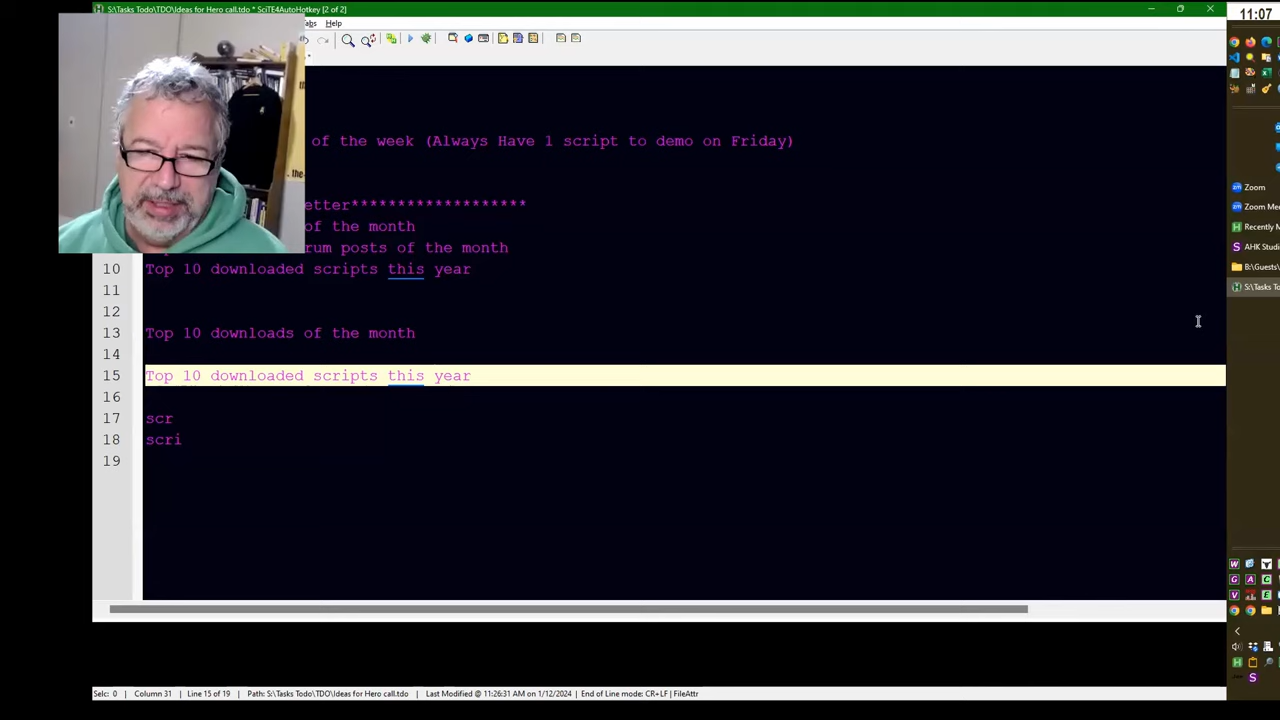 S:\Tasks Todo\TDO\Ideas for Hero call.tdo * SciTE4AutoHotkey [2 of 2]
11:07
Help
of the week (Always Have 1 script to demo on Friday)
etter*******************
of the month
rum posts of the month
10 Top 10 downloaded scripts this year
11
12
13 Top 10 downloads of the month
14
15 Top 10 downloaded scripts this year
16
17 scr
18 scri
19
Zoom
Zoom Mee
Recently M
AHK Studi
B:\Guests\
S:\Tasks To
Selc: 0 | Column 31 | Line 15 of 19 | Path: S:\Tasks Todo\TDO\Ideas for Hero call.tdo | Last Modified @ 11:26:31 AM on 1/12/2024 | End of Line mode: CR+LF | FileAttr